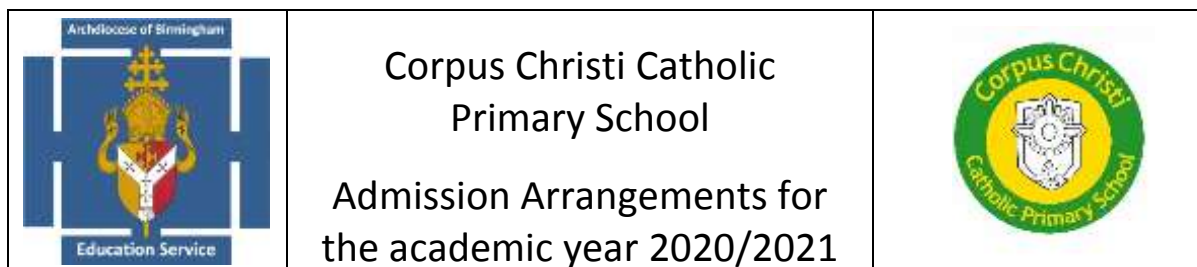 Archdiocese of Birmingham
Education Service
Corpus Christi Catholic
Primary School
Admission Arrangements for
the academic year 2020/2021
Corpus Christi
Catholic Primary School